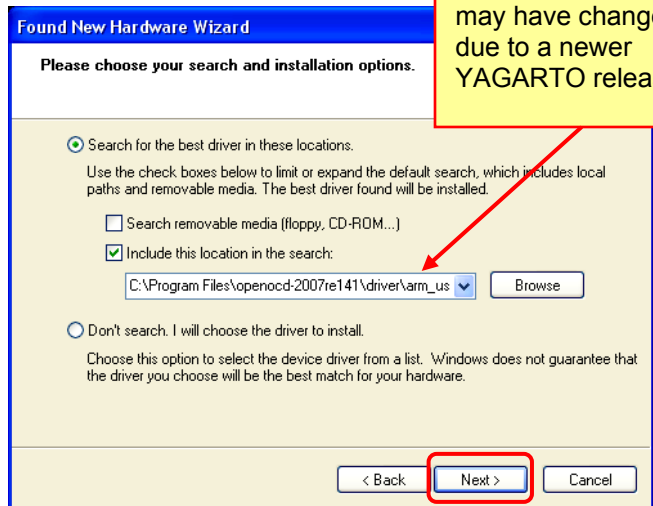 may have change
due to a newer
YAGARTO relea
Found New Hardware Wizard
Please choose your search and installation options.
Search for the best driver in these locations.
Use the check boxes below to limit or expand the default search, which includes local
paths and removable media. The best driver found will be installed.
Search removable media (floppy, CD-ROM...)
Include this location in the search:
C:\Program Files\openocd-2007re141\driver\arm_us
Browse
Don't search. I will choose the driver to install.
Choose this option to select the device driver from a list. Windows does not guarantee that
the driver you choose will be the best match for your hardware.
< Back Next > Cancel